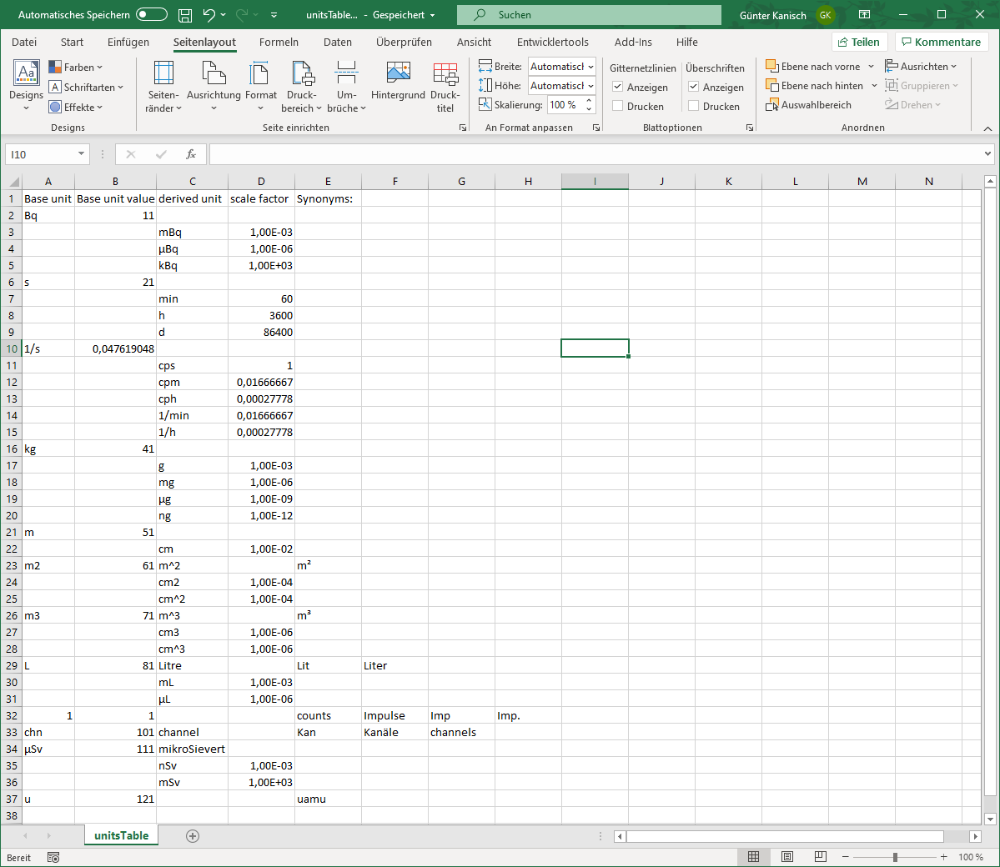 Automatisches Speichern unitsTable... - Gespeichert Suchen Günter Kanisch GK
Datei Start Einfügen Seitenlayout Formeln Daten Überprüfen Ansicht Entwicklertools Add-Ins Hilfe Teilen Kommentare
Aa Designs
Farben
A Schriftarten
Effekte
Designs
Seiten-
ränder
Ausrichtung
Format
Druck-
bereich
Um-
brüche
Hintergrund
Druck-
titel
Seite einrichten
Breite: Automatisch
Höhe: Automatisch
Skalierung: 100 %
An Format anpassen
Gitternetzlinien Überschriften
Anzeigen Anzeigen
Drucken Drucken
Blattoptionen
Ebene nach vorne Ausrichten
Ebene nach hinten Gruppieren
Auswahlbereich Drehen
Anordnen
I10 fx
A B C D E F G H I J K L M N
1 Base unit Base unit value derived unit scale factor Synonyms:
2 Bq 11
3 mBq 1,00E-03
4 µBq 1,00E-06
5 kBq 1,00E+03
6 s 21
7 min 60
8 h 3600
9 d 86400
10 1/s 0,047619048
11 cps 1
12 cpm 0,01666667
13 cph 0,00027778
14 1/min 0,01666667
15 1/h 0,00027778
16 kg 41
17 g 1,00E-03
18 mg 1,00E-06
19 µg 1,00E-09
20 ng 1,00E-12
21 m 51
22 cm 1,00E-02
23 m2 61 m^2 m²
24 cm2 1,00E-04
25 cm^2 1,00E-04
26 m3 71 m^3 m³
27 cm3 1,00E-06
28 cm^3 1,00E-06
29 L 81 Litre Lit Liter
30 mL 1,00E-03
31 µL 1,00E-06
32 1 1 counts Impulse Imp Imp.
33 chn 101 channel Kan Kanäle channels
34 µSv 111 mikroSievert
35 nSv 1,00E-03
36 mSv 1,00E+03
37 u 121 uamu
38
unitsTable
Bereit 100 %